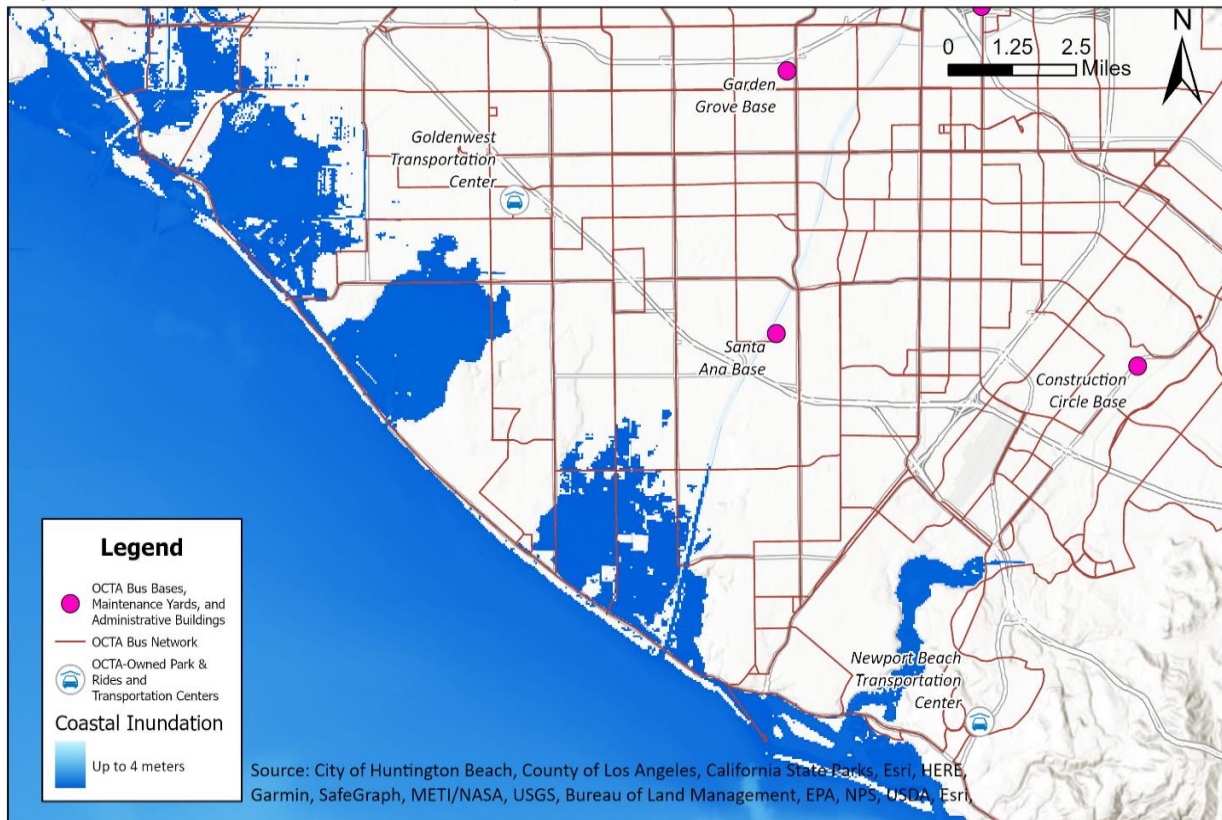 N
0 1.25 2.5
Miles
Garden
Grove Base
Goldenwest
Transportation
Center
Santa
Ana Base
Construction
Circle Base
Newport Beach
Transportation
Center
Legend
OCTA Bus Bases,
Maintenance Yards, and
Administrative Buildings
OCTA Bus Network
OCTA-Owned Park &
Rides and
Transportation Centers
Coastal Inundation
Up to 4 meters
Source: City of Huntington Beach, County of Los Angeles, California State Parks, Esri, HERE,
Garmin, SafeGraph, METI/NASA, USGS, Bureau of Land Management, EPA, NPS, USDA, Esri,